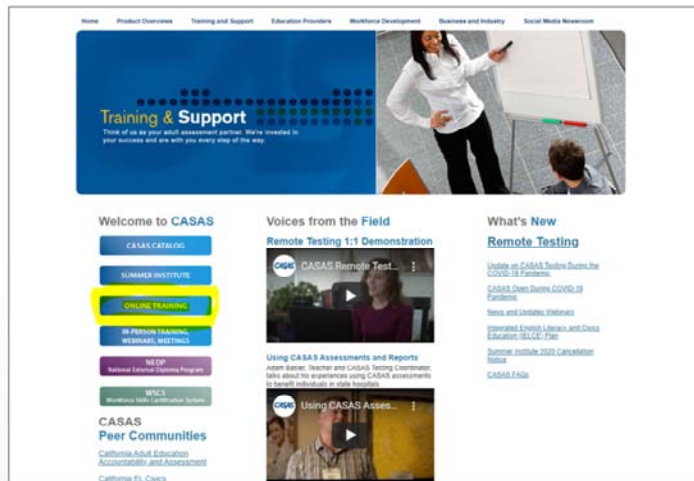 Home Product Overviews Training and Support Education Providers Workforce Development Business and Industry Social Media Newsroom
Training & Support
Think of us as your adult assessment partner. We're invested in
your success and are with you every step of the way.
Welcome to CASAS
CASAS CATALOG
SUMMER INSTITUTE
ONLINE TRAINING
IN-PERSON TRAINING,
WEBINARS, MEETINGS
NEDP
National External Diploma Program
WSCS
Workforce Skills Certification System
CASAS
Peer Communities
California Adult Education
Accountability and Assessment
California EL Civics
Voices from the Field
Remote Testing 1:1 Demonstration
CASAS
CASAS Remote Test...
Using CASAS Assessments and Reports
Adam Basler, Teacher and CASAS Testing Coordinator,
talks about his experiences using CASAS assessments
to benefit individuals in state hospitals.
CASAS
Using CASAS Asses...
What's New
Remote Testing
Update on CASAS Testing During the
COVID-19 Pandemic
CASAS Open During COVID-19
Pandemic
News and Updates Webinars
Integrated English Literacy and Civics
Education (IELCE) Plan
Summer Institute 2020 Cancellation
Notice
CASAS FAQs